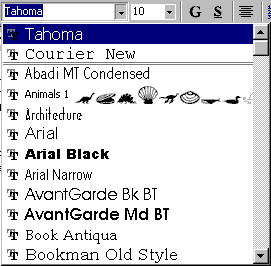 Tahoma 10 G S
Tahoma
Courier New
Abadi MT Condensed
Animals 1
Architecture
Arial
Arial Black
Arial Narrow
AvantGarde Bk BT
AvantGarde Md BT
Book Antiqua
Bookman Old Style